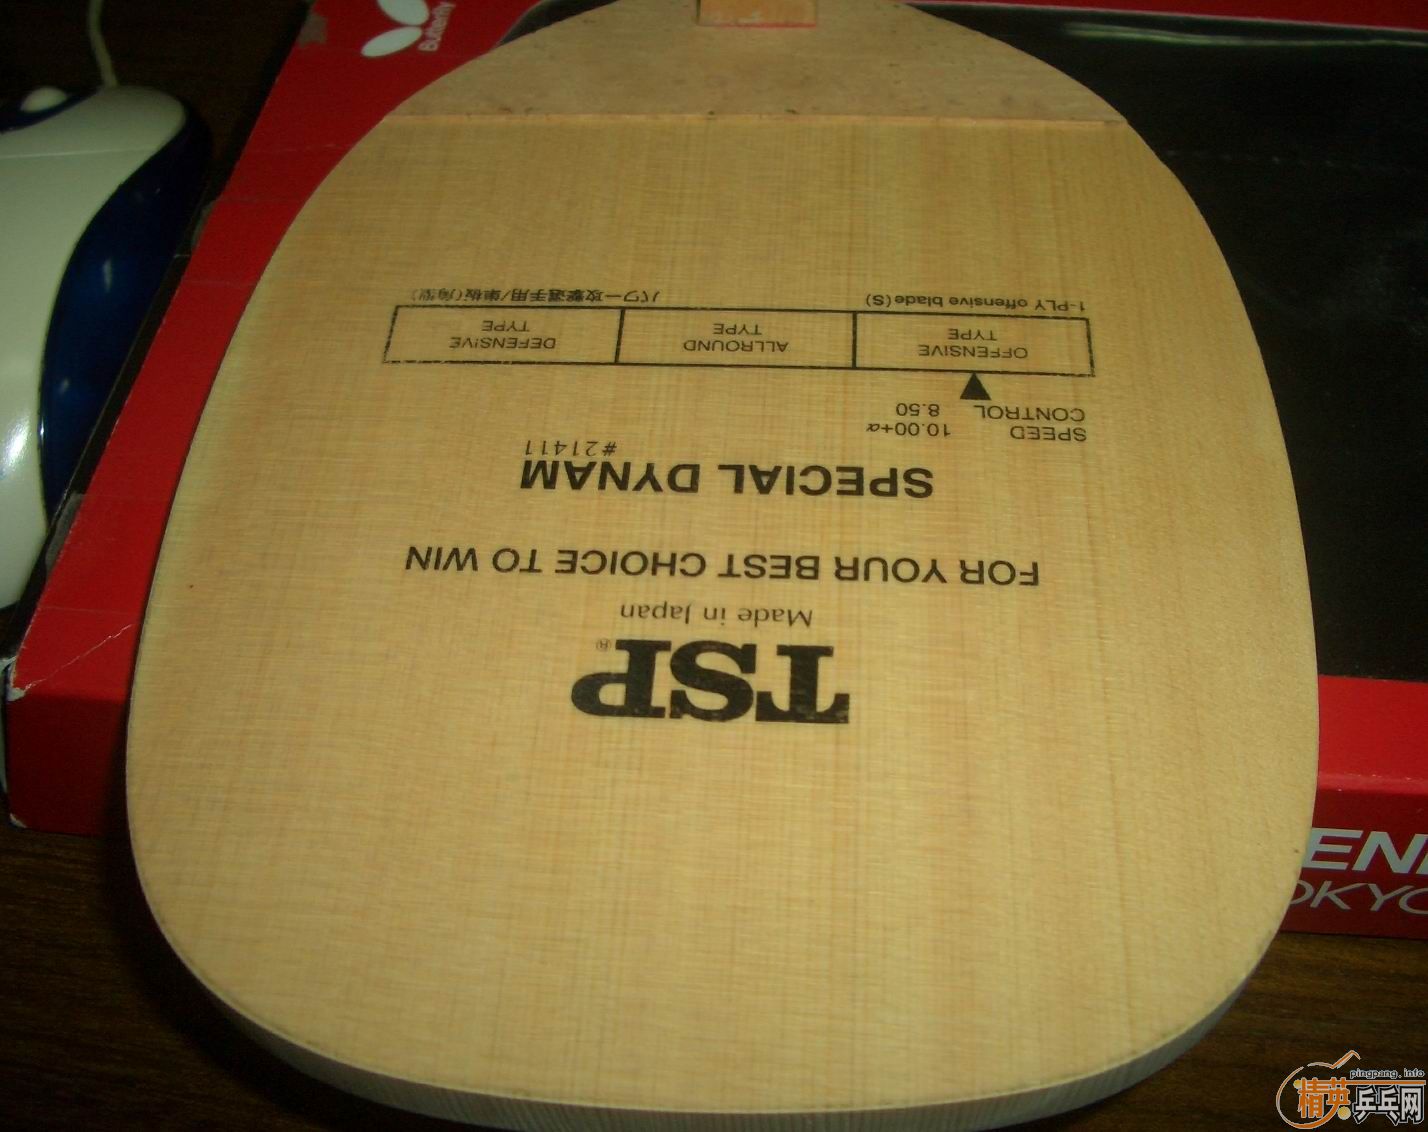 TSP®
Made in Japan
FOR YOUR BEST CHOICE TO WIN
SPECIAL DYNAM
#21411
SPEED 10.00+α
CONTROL 8.50
OFFENSIVE TYPE
ALLROUND TYPE
DEFENSIVE TYPE
1-PLY offensive blade(S)
パワー攻撃選手用/単板(角型)
Butterfly
pingpang.info
精英乒乓网